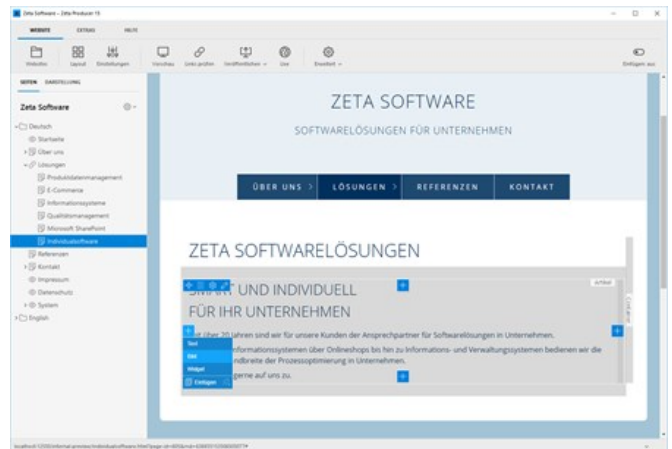 Zeta Software - Zeta Producer 15
WEBSITE EXTRAS HILFE
Websites Layout Einstellungen Vorschau Links prüfen Veröffentlichen Live Erweitert Einfügen aus
SEITEN DARSTELLUNG
Zeta Software
Deutsch
Startseite
Über uns
Lösungen
Produktdatenmanagement
E-Commerce
Informationssysteme
Qualitätsmanagement
Microsoft SharePoint
Individualsoftware
Referenzen
Kontakt
Impressum
Datenschutz
System
English
ZETA SOFTWARE
SOFTWARELÖSUNGEN FÜR UNTERNEHMEN
ÜBER UNS > LÖSUNGEN > REFERENZEN KONTAKT
ZETA SOFTWARELÖSUNGEN
Artikel
UND INDIVIDUELL
FÜR IHR UNTERNEHMEN
über 20 Jahren sind wir für unsere Kunden der Ansprechpartner für Softwarelösungen in Unternehmen.
Informationssystemen über Onlineshops bis hin zu Informations- und Verwaltungssystemen bedienen wir die
ndbreite der Prozessoptimierung in Unternehmen.
gerne auf uns zu.
Text
Bild
Widget
Einfügen